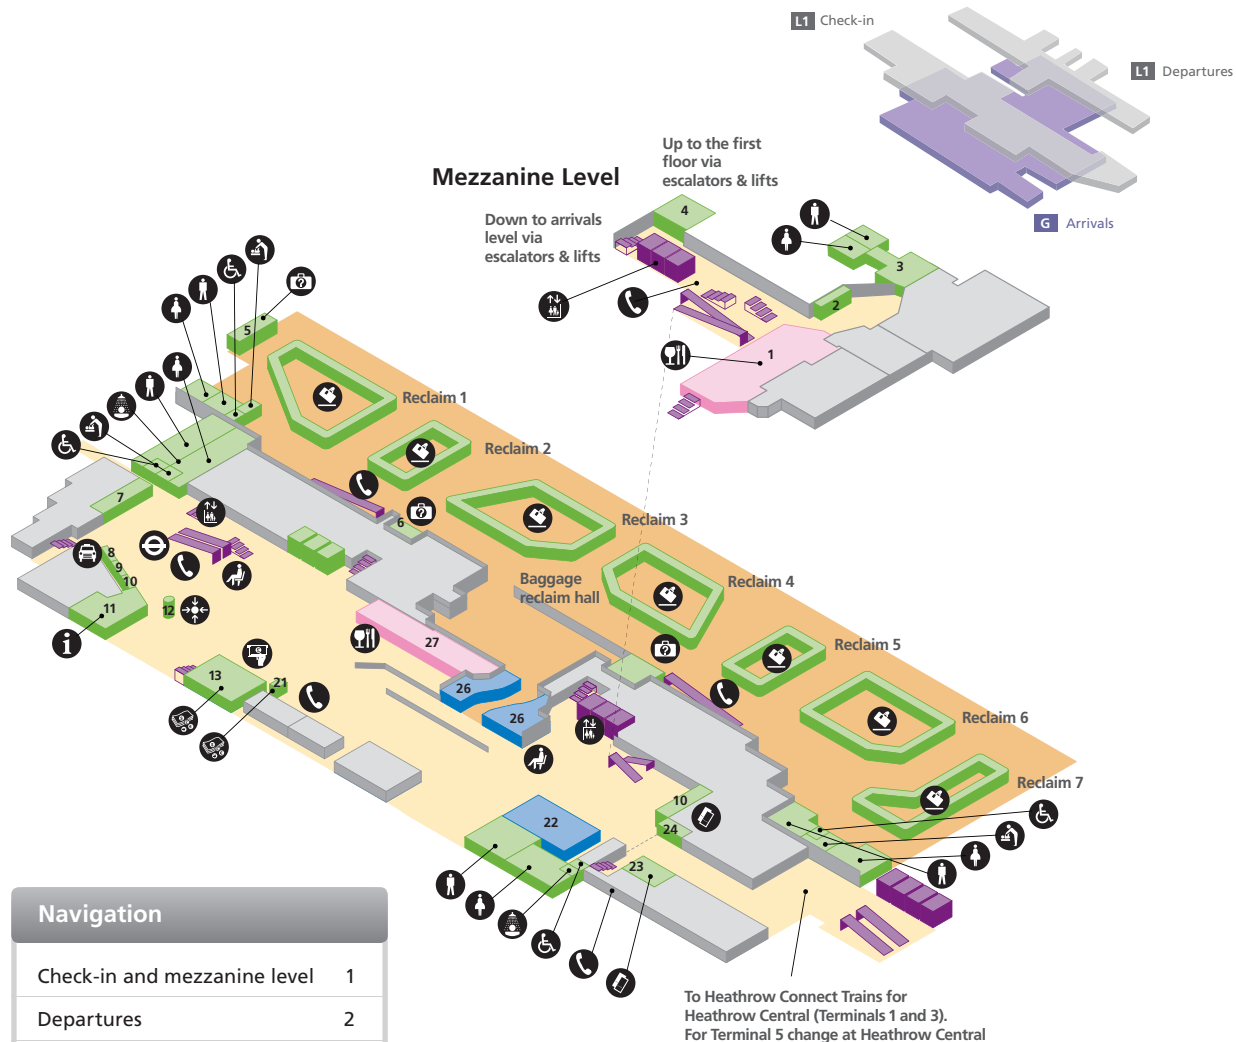 L1 Check-in
L1 Departures
G Arrivals
Up to the first
floor via
escalators & lifts
Mezzanine Level
Down to arrivals
level via
escalators & lifts
4
3
2
1
5
Reclaim 1
Reclaim 2
Reclaim 3
Reclaim 4
Reclaim 5
Reclaim 6
Reclaim 7
Baggage
reclaim hall
7
6
8
9
10
11
12
13
21
27
26
26
22
10
24
23
Navigation
Check-in and mezzanine level 1
Departures 2
To Heathrow Connect Trains for
Heathrow Central (Terminals 1 and 3).
For Terminal 5 change at Heathrow Central